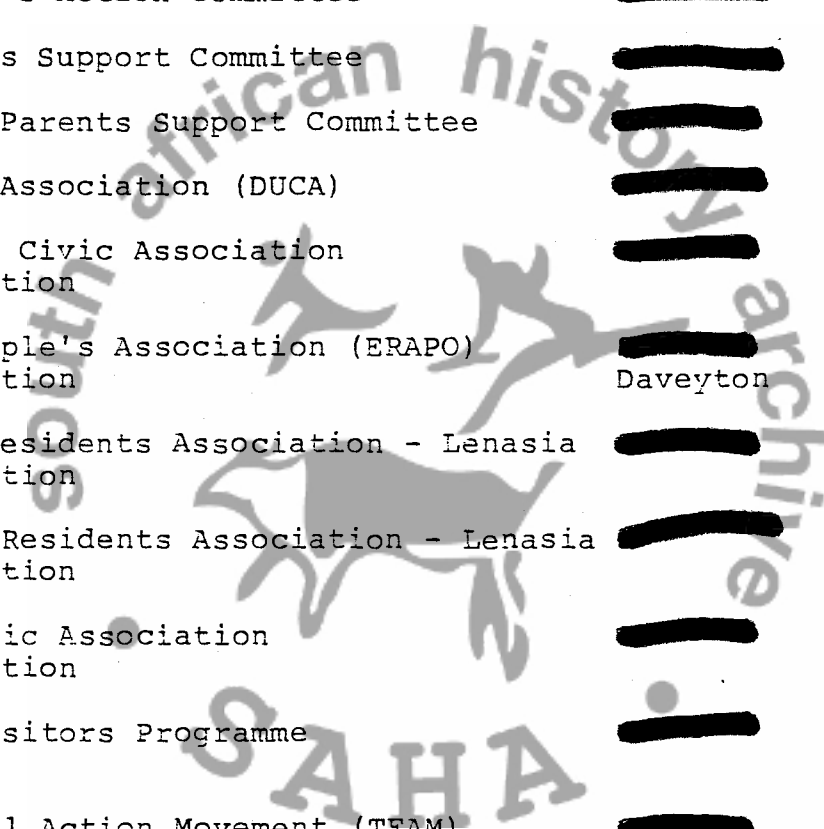 s Support Committee
Parents Support Committee
Association (DUCA)
Civic Association
tion
ple's Association (ERAPO)
tion Daveyton
esidents Association - Lenasia
tion
Residents Association - Lenasia
tion
ic Association
tion
sitors Programme
l Action Movement (TEAM)
south african history archive
SAHA